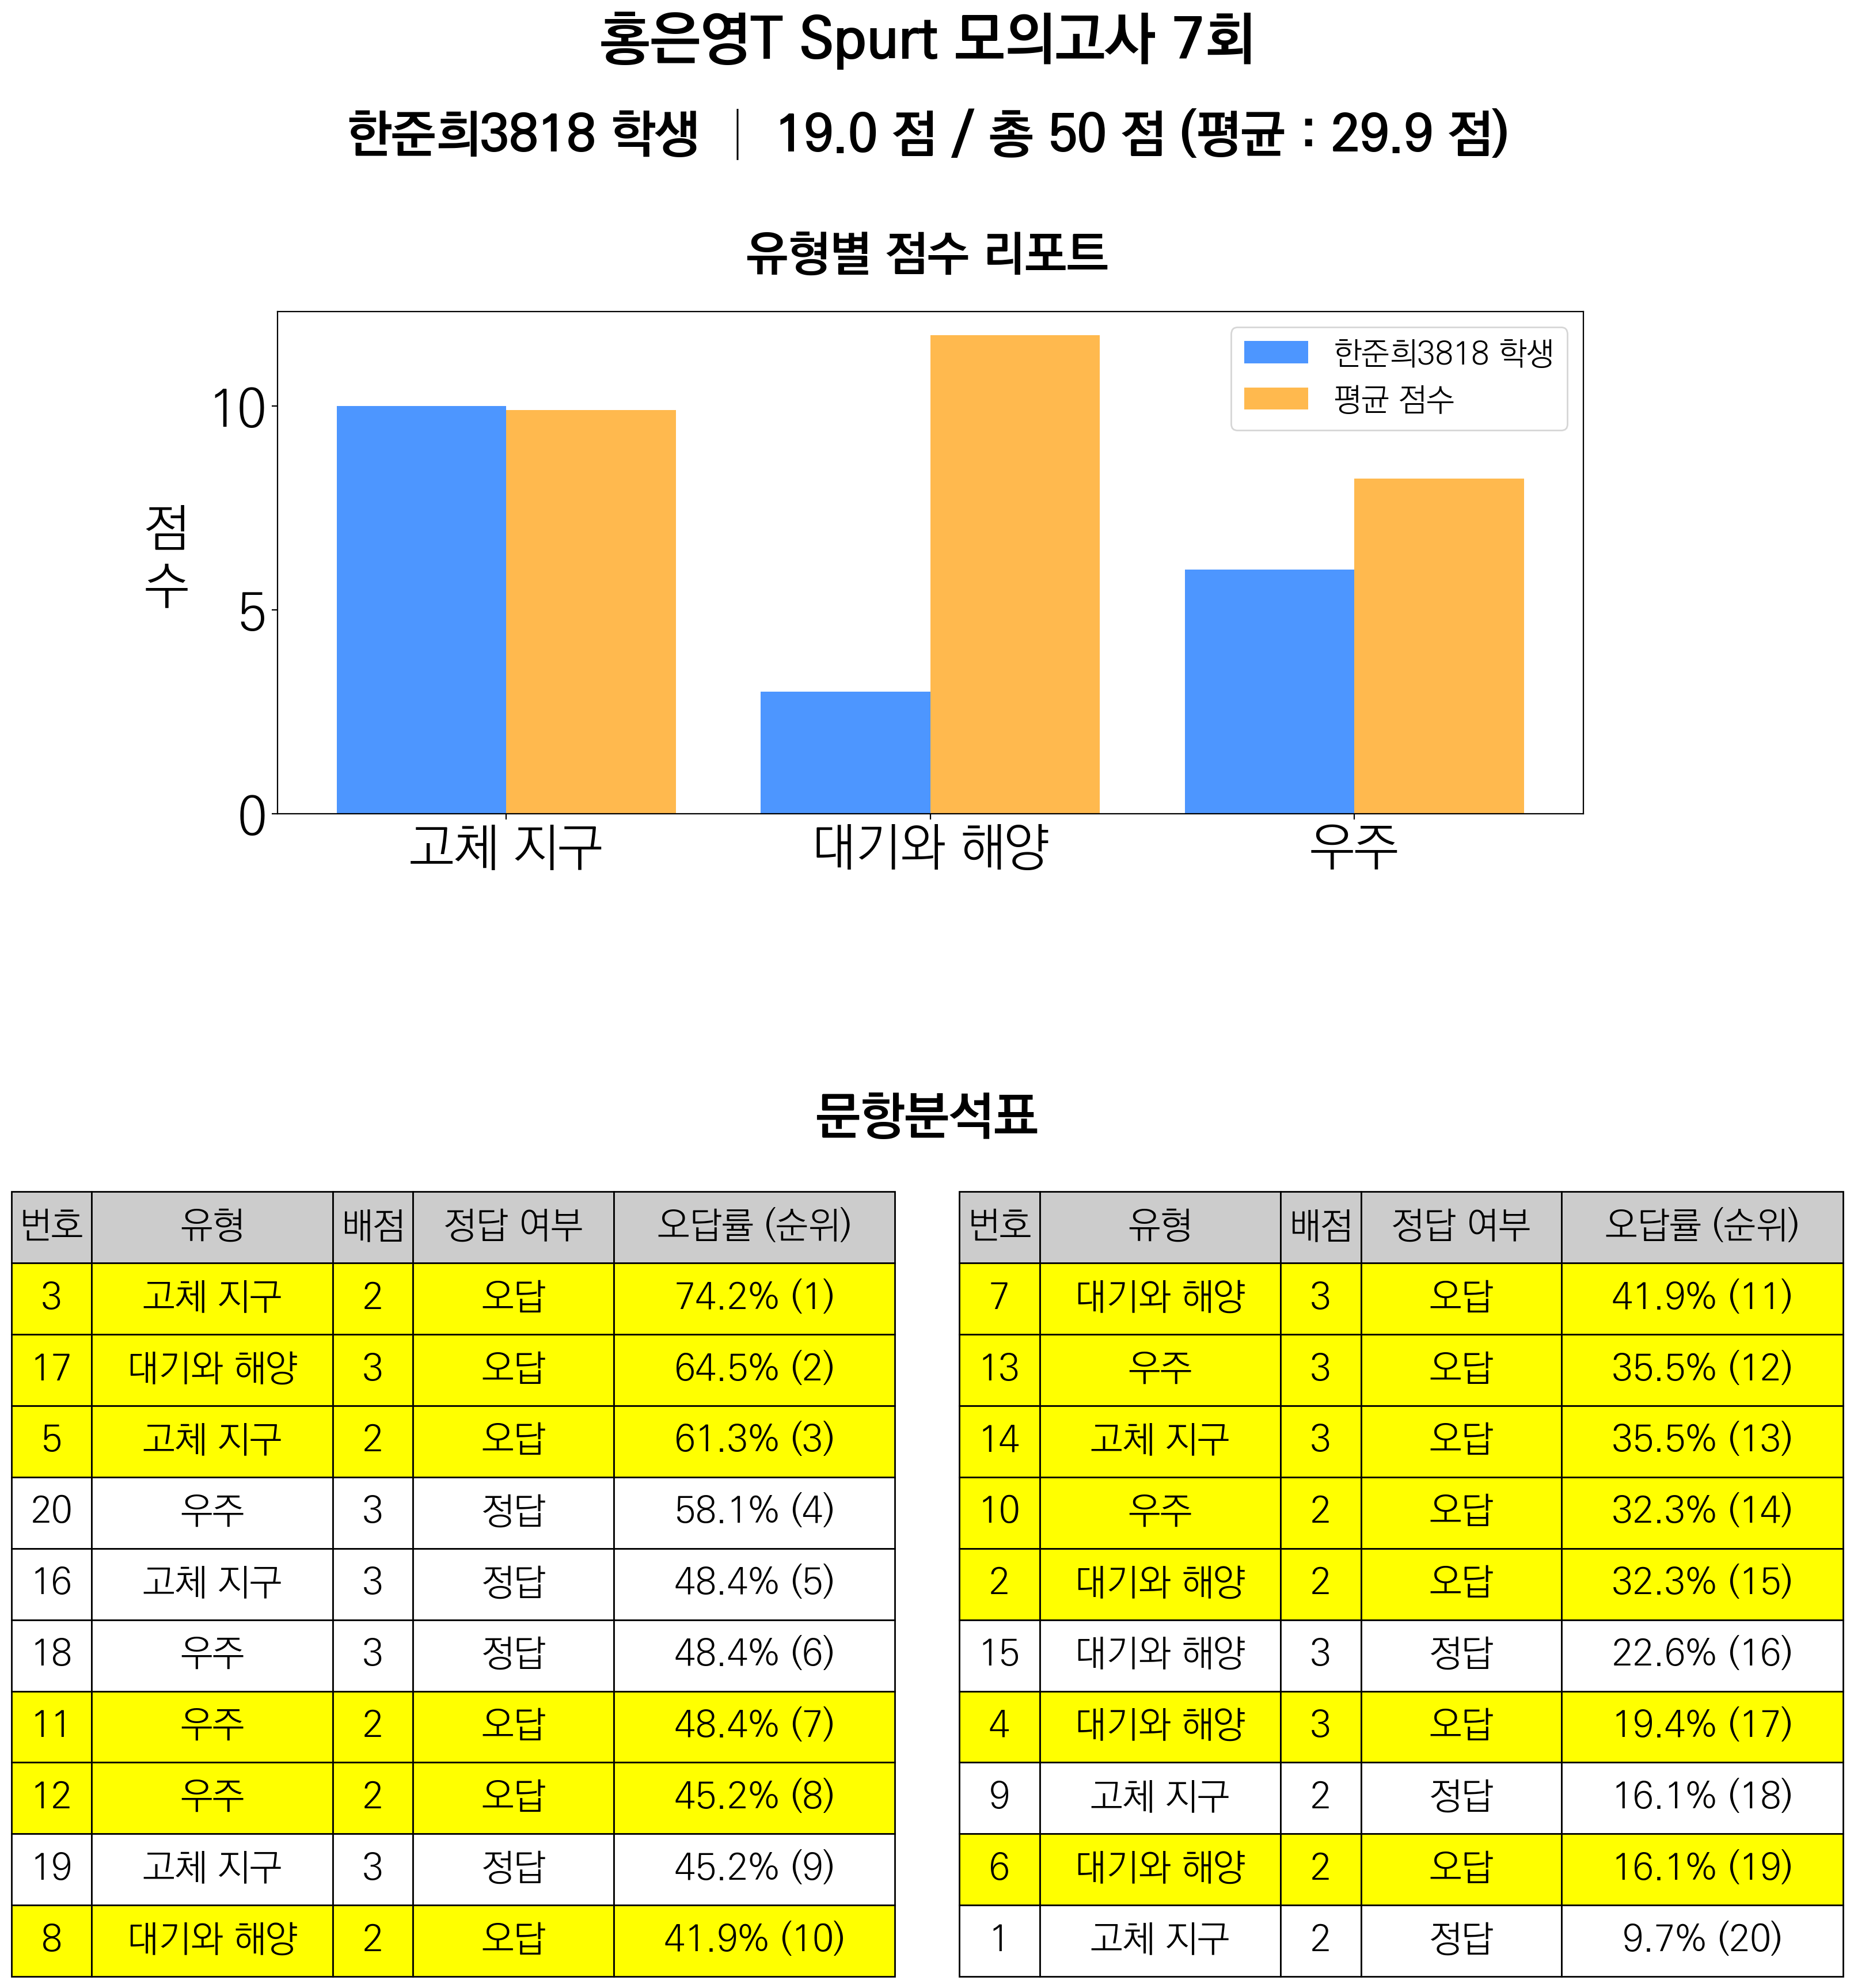 홍은영T Spurt 모의고사 7회
한준희3818 학생 | 19.0 점 / 총 50 점 (평균 : 29.9 점)
유형별 점수 리포트
한준희3818 학생
평균 점수
점
수
10
5
0
고체 지구 대기와 해양 우주
문항분석표
번호 유형 배점 정답 여부 오답률 (순위)
3 고체 지구 2 오답 74.2% (1)
17 대기와 해양 3 오답 64.5% (2)
5 고체 지구 2 오답 61.3% (3)
20 우주 3 정답 58.1% (4)
16 고체 지구 3 정답 48.4% (5)
18 우주 3 정답 48.4% (6)
11 우주 2 오답 48.4% (7)
12 우주 2 오답 45.2% (8)
19 고체 지구 3 정답 45.2% (9)
8 대기와 해양 2 오답 41.9% (10)
번호 유형 배점 정답 여부 오답률 (순위)
7 대기와 해양 3 오답 41.9% (11)
13 우주 3 오답 35.5% (12)
14 고체 지구 3 오답 35.5% (13)
10 우주 2 오답 32.3% (14)
2 대기와 해양 2 오답 32.3% (15)
15 대기와 해양 3 정답 22.6% (16)
4 대기와 해양 3 오답 19.4% (17)
9 고체 지구 2 정답 16.1% (18)
6 대기와 해양 2 오답 16.1% (19)
1 고체 지구 2 정답 9.7% (20)